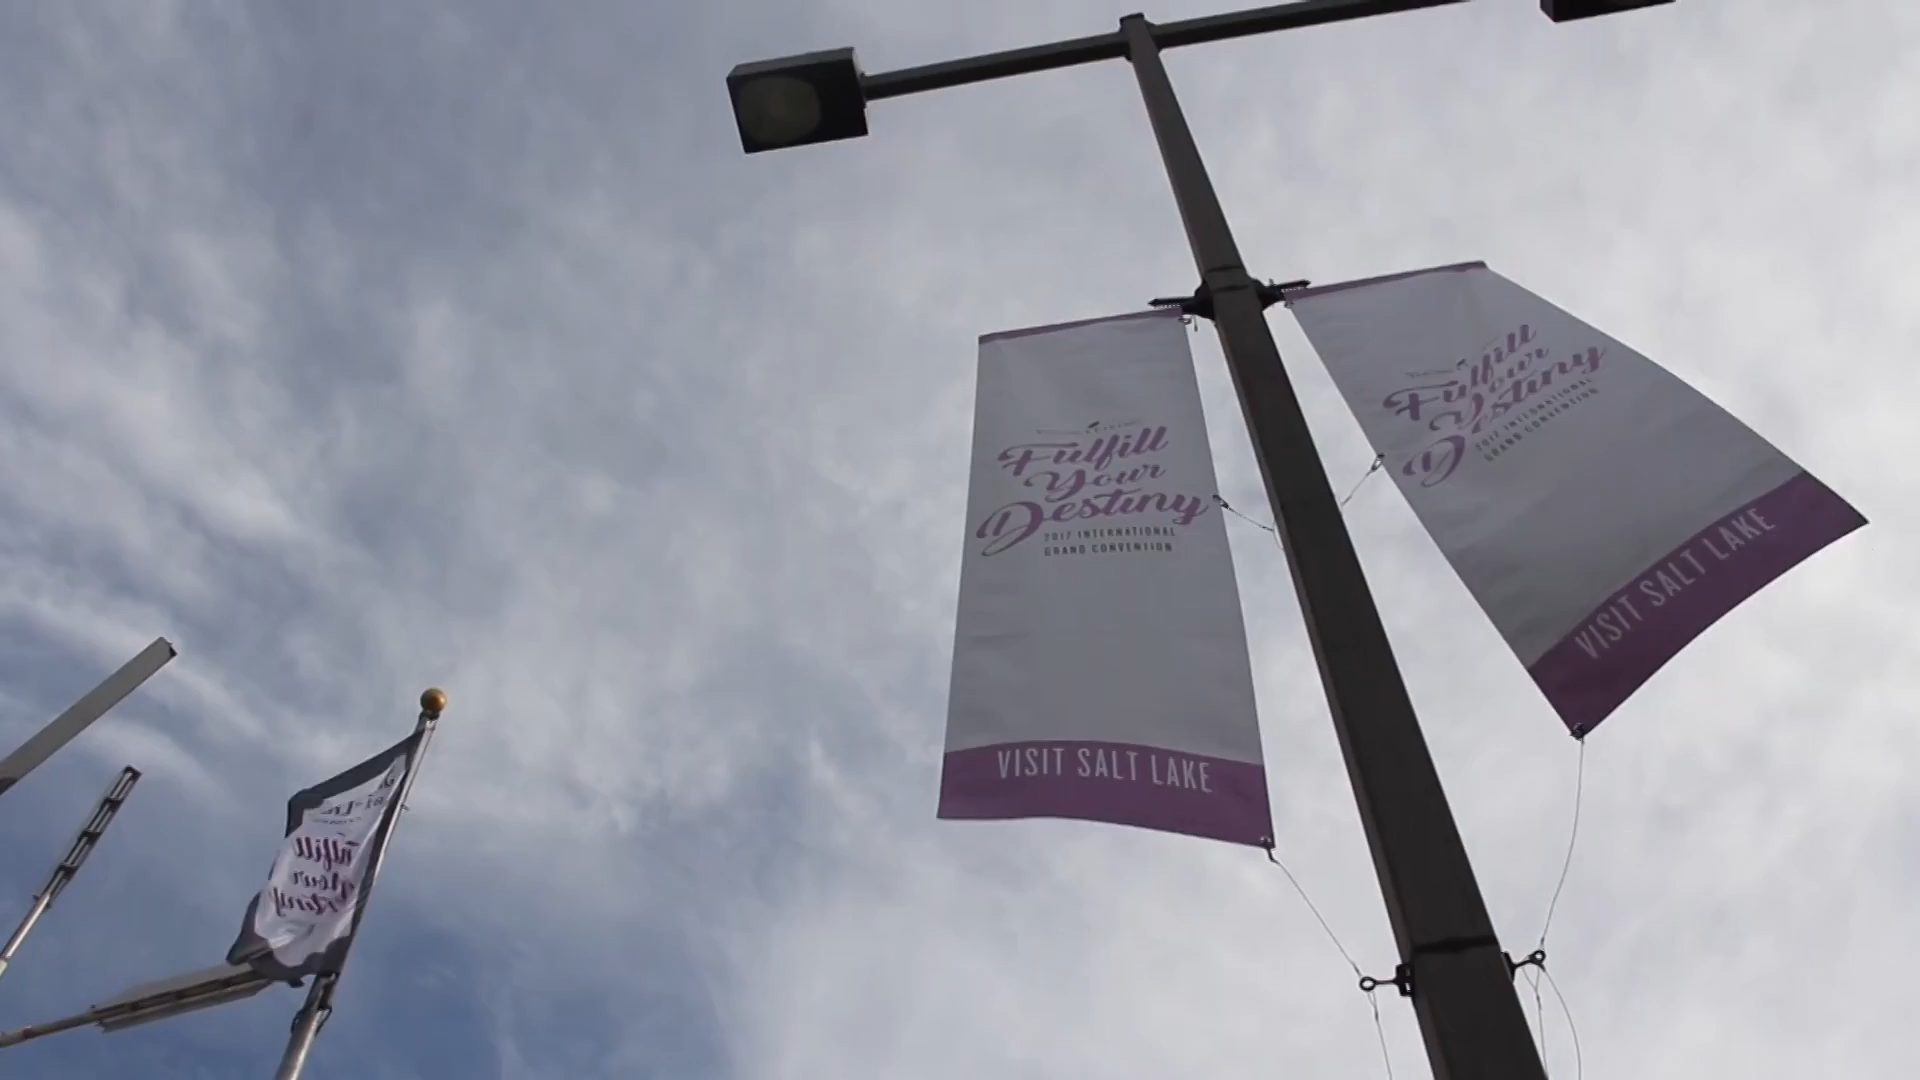 Fulfill
Your
Destiny
2017 INTERNATIONAL
GRAND CONVENTION
VISIT SALT LAKE
Fulfill
Your
Destiny
2017 INTERNATIONAL
GRAND CONVENTION
VISIT SALT LAKE